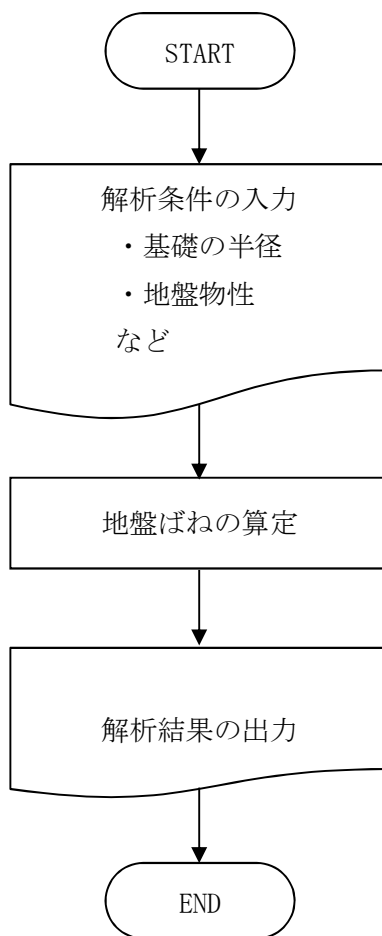 START
解析条件の入力
・基礎の半径
・地盤物性
など
地盤ばねの算定
解析結果の出力
END